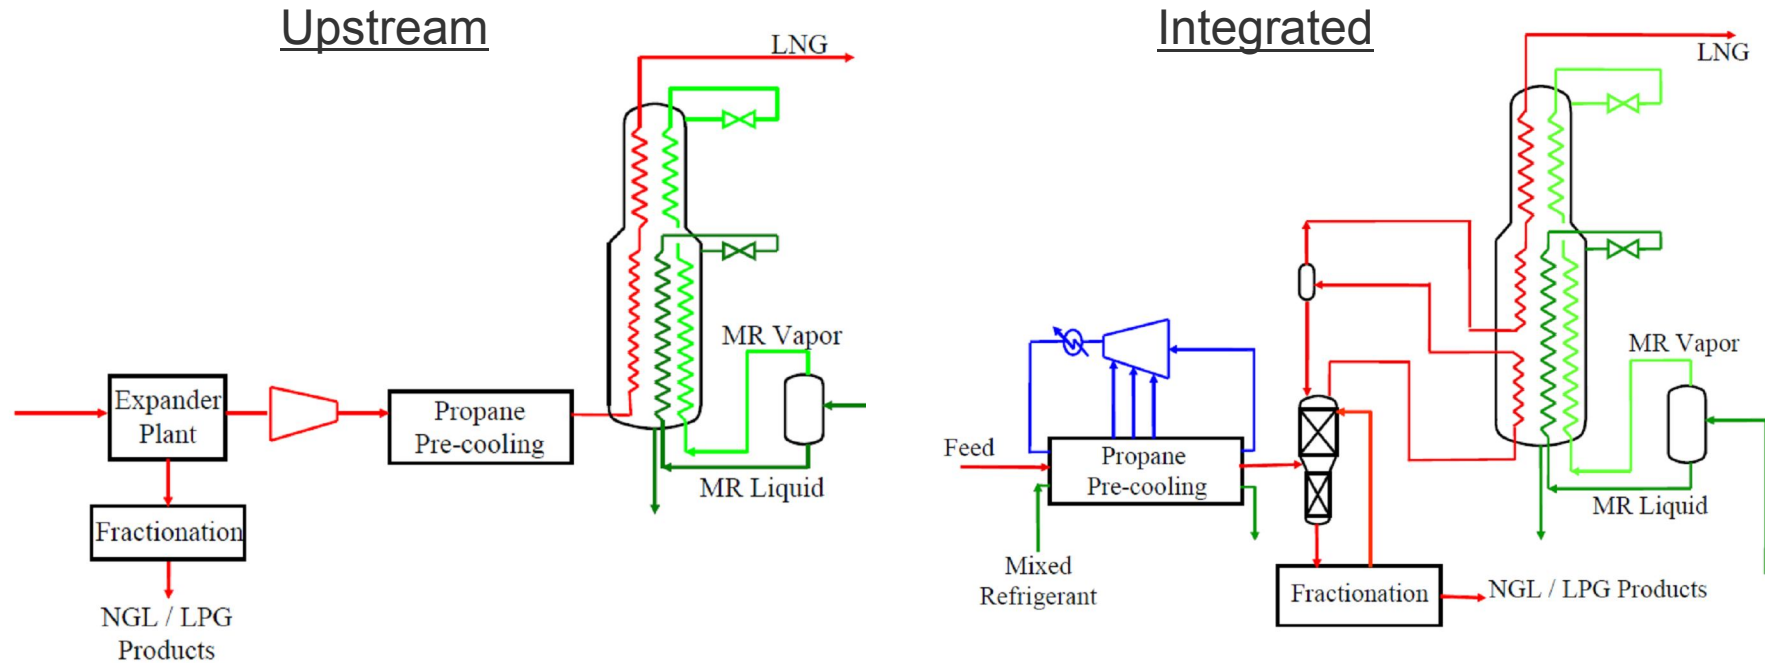 Upstream
LNG
MR Vapor
Expander
Plant
Propane
Pre-cooling
MR Liquid
Fractionation
NGL / LPG
Products
Integrated
LNG
MR Vapor
Feed
Propane
Pre-cooling
MR Liquid
Mixed
Refrigerant
Fractionation
NGL / LPG Products